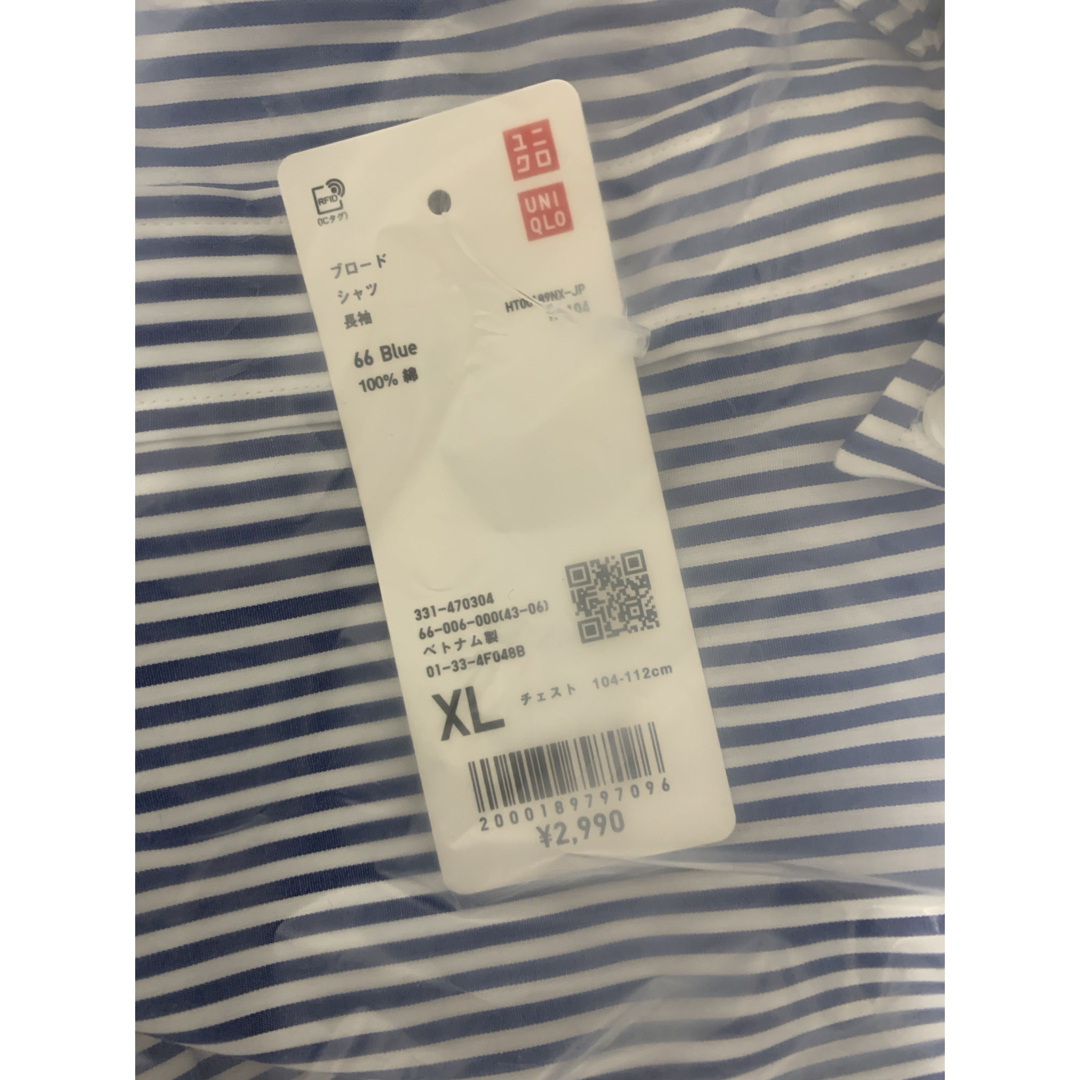 ユニ
クロ
UNI
QLO
RFID
(ICタグ)
ブロード
シャツ
長袖
66 Blue
100% 綿
331-470304
66-006-000(43-06)
ベトナム製
01-33-4F048B
XL チェスト 104-112cm
2000189797096
¥2,990